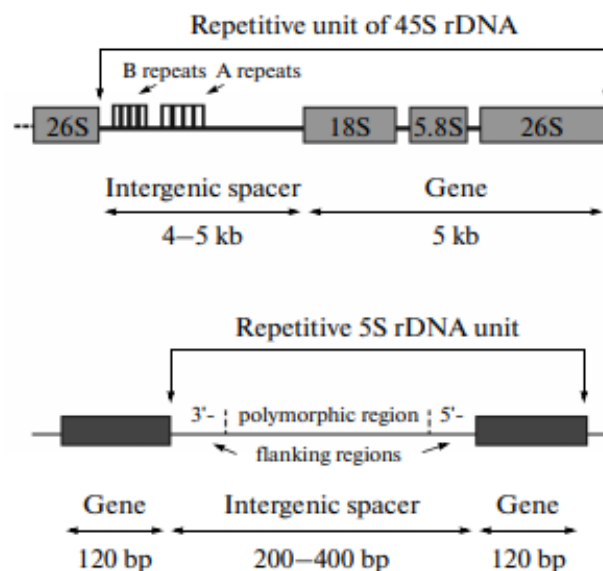 Repetitive unit of 45S rDNA
B repeats A repeats
26S 18S 5.8S 26S
Intergenic spacer Gene
4–5 kb 5 kb
Repetitive 5S rDNA unit
3'- polymorphic region 5'-
flanking regions
Gene Intergenic spacer Gene
120 bp 200–400 bp 120 bp